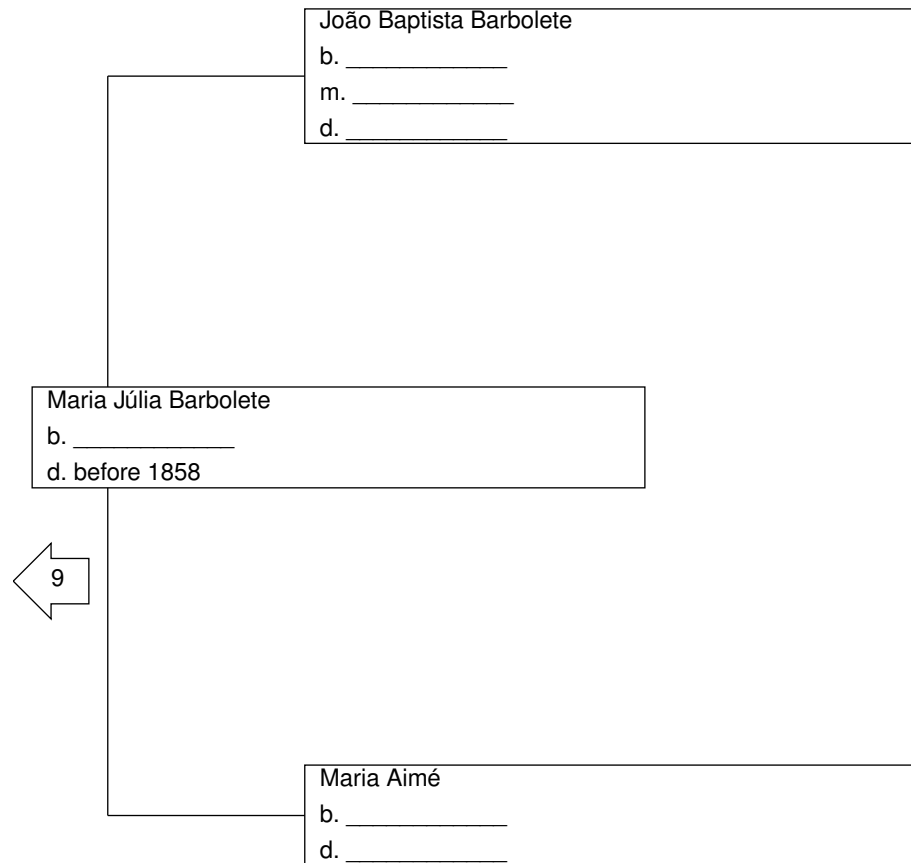 João Baptista Barbolete
b. ____________
m. ____________
d. ____________
Maria Júlia Barbolete
b. ____________
d. before 1858
9
Maria Aimé
b. ____________
d. ____________